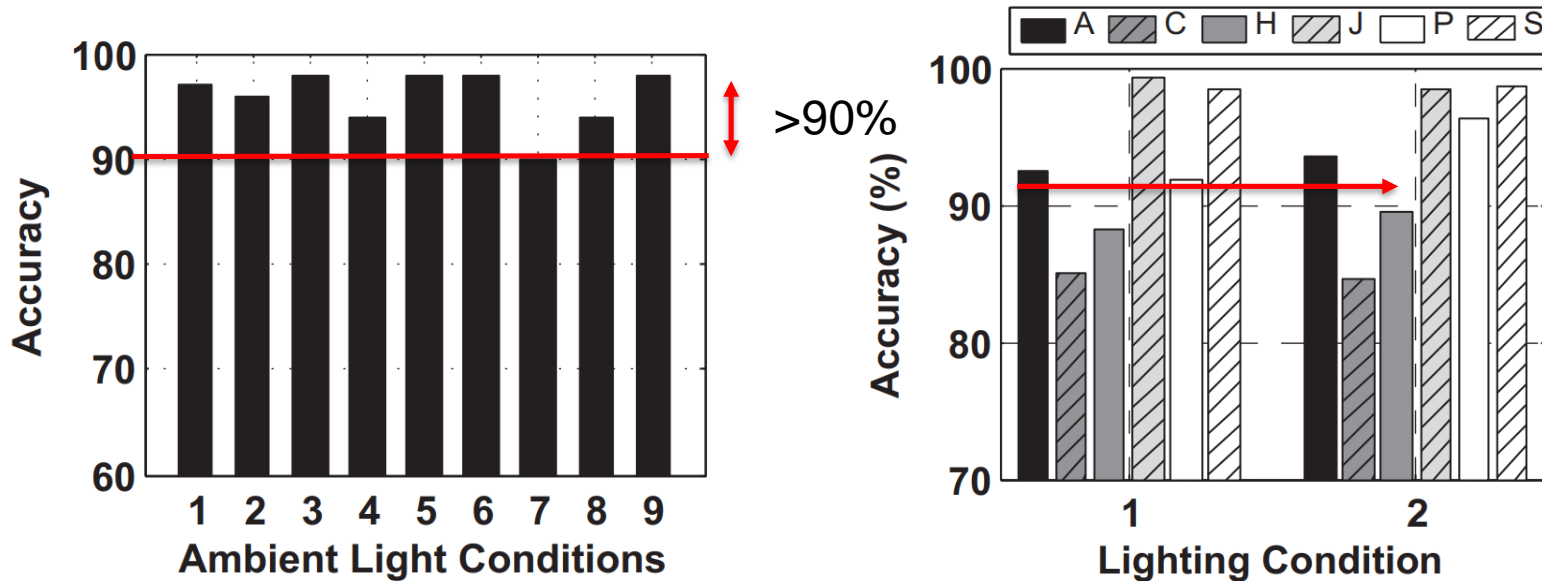 100
90
80
70
60
Accuracy
1 2 3 4 5 6 7 8 9
Ambient Light Conditions
>90%
A C H J P S
100
90
80
70
Accuracy (%)
1 2
Lighting Condition